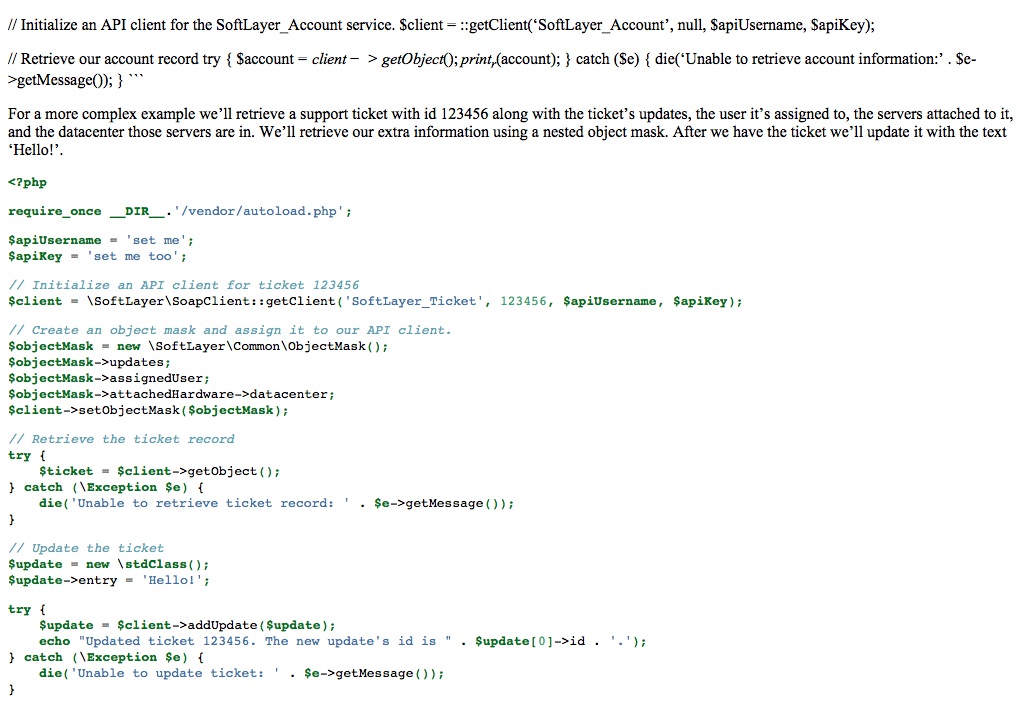 // Initialize an API client for the SoftLayer_Account service. $client = ::getClient(‘SoftLayer_Account’, null, $apiUsername, $apiKey);
// Retrieve our account record try { $account = client− > getObject(); printr(account); } catch ($e) { die(‘Unable to retrieve account information:’ . $e-
>getMessage()); } ```
For a more complex example we’ll retrieve a support ticket with id 123456 along with the ticket’s updates, the user it’s assigned to, the servers attached to it,
and the datacenter those servers are in. We’ll retrieve our extra information using a nested object mask. After we have the ticket we’ll update it with the text
‘Hello!’.
<?php
require_once __DIR__.'/vendor/autoload.php';
$apiUsername = 'set me';
$apiKey = 'set me too';
// Initialize an API client for ticket 123456
$client = \SoftLayer\SoapClient::getClient('SoftLayer_Ticket', 123456, $apiUsername, $apiKey);
// Create an object mask and assign it to our API client.
$objectMask = new \SoftLayer\Common\ObjectMask();
$objectMask->updates;
$objectMask->assignedUser;
$objectMask->attachedHardware->datacenter;
$client->setObjectMask($objectMask);
// Retrieve the ticket record
try {
    $ticket = $client->getObject();
} catch (\Exception $e) {
    die('Unable to retrieve ticket record: ' . $e->getMessage());
}
// Update the ticket
$update = new \stdClass();
$update->entry = 'Hello!';
try {
    $update = $client->addUpdate($update);
    echo "Updated ticket 123456. The new update's id is " . $update[0]->id . '.');
} catch (\Exception $e) {
    die('Unable to update ticket: ' . $e->getMessage());
}